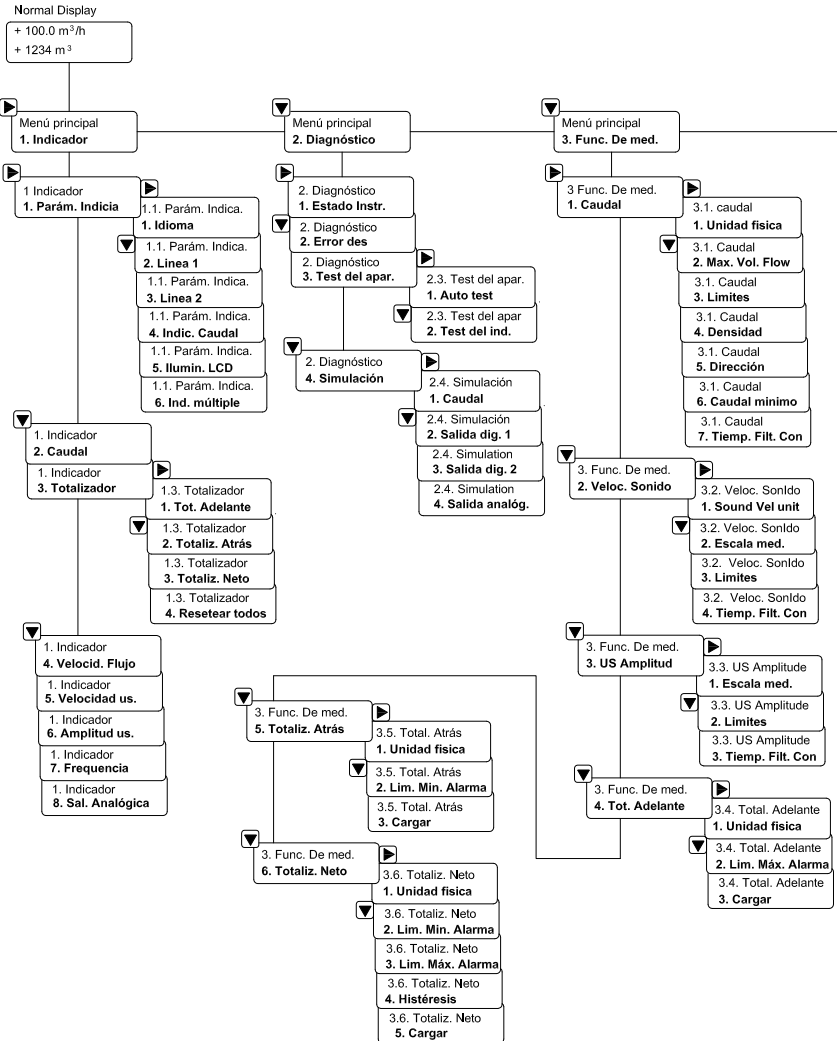 Normal Display
+ 100.0 m³/h
+ 1234 m³
Menú principal
1. Indicador
Menú principal
2. Diagnóstico
Menú principal
3. Func. De med.
1 Indicador
1. Parám. Indicia
1.1. Parám. Indica.
1. Idioma
1.1. Parám. Indica.
2. Linea 1
1.1. Parám. Indica.
3. Linea 2
1.1. Parám. Indica.
4. Indic. Caudal
1.1. Parám. Indica.
5. Ilumin. LCD
1.1. Parám. Indica.
6. Ind. múltiple
1. Indicador
2. Caudal
1. Indicador
3. Totalizador
1.3. Totalizador
1. Tot. Adelante
1.3. Totalizador
2. Totaliz. Atrás
1.3. Totalizador
3. Totaliz. Neto
1.3. Totalizador
4. Resetear todos
1. Indicador
4. Velocid. Flujo
1. Indicador
5. Velocidad us.
1. Indicador
6. Amplitud us.
1. Indicador
7. Frequencia
1. Indicador
8. Sal. Analógica
2. Diagnóstico
1. Estado Instr.
2. Diagnóstico
2. Error des
2. Diagnóstico
3. Test del apar.
2.3. Test del apar.
1. Auto test
2.3. Test del apar
2. Test del ind.
2. Diagnóstico
4. Simulación
2.4. Simulación
1. Caudal
2.4. Simulación
2. Salida dig. 1
2.4. Simulation
3. Salida dig. 2
2.4. Simulation
4. Salida analóg.
3 Func. De med.
1. Caudal
3.1. caudal
1. Unidad fisica
3.1. Caudal
2. Max. Vol. Flow
3.1. Caudal
3. Limites
3.1. Caudal
4. Densidad
3.1. Caudal
5. Dirección
3.1. Caudal
6. Caudal minimo
3.1. Caudal
7. Tiemp. Filt. Con
3. Func. De med.
2. Veloc. Sonido
3.2. Veloc. SonIdo
1. Sound Vel unit
3.2. Veloc. SonIdo
2. Escala med.
3.2. Veloc. SonIdo
3. Limites
3.2. Veloc. SonIdo
4. Tiemp. Filt. Con
3. Func. De med.
3. US Amplitud
3.3. US Amplitude
1. Escala med.
3.3. US Amplitude
2. Limites
3.3. US Amplitude
3. Tiemp. Filt. Con
3. Func. De med.
4. Tot. Adelante
3.4. Total. Adelante
1. Unidad fisica
3.4. Total. Adelante
2. Lim. Máx. Alarma
3.4. Total. Adelante
3. Cargar
3. Func. De med.
5. Totaliz. Atrás
3.5. Total. Atrás
1. Unidad fisica
3.5. Total. Atrás
2. Lim. Min. Alarma
3.5. Total. Atrás
3. Cargar
3. Func. De med.
6. Totaliz. Neto
3.6. Totaliz. Neto
1. Unidad fisica
3.6. Totaliz. Neto
2. Lim. Min. Alarma
3.6. Totaliz. Neto
3. Lim. Máx. Alarma
3.6. Totaliz. Neto
4. Histéresis
3.6. Totaliz. Neto
5. Cargar